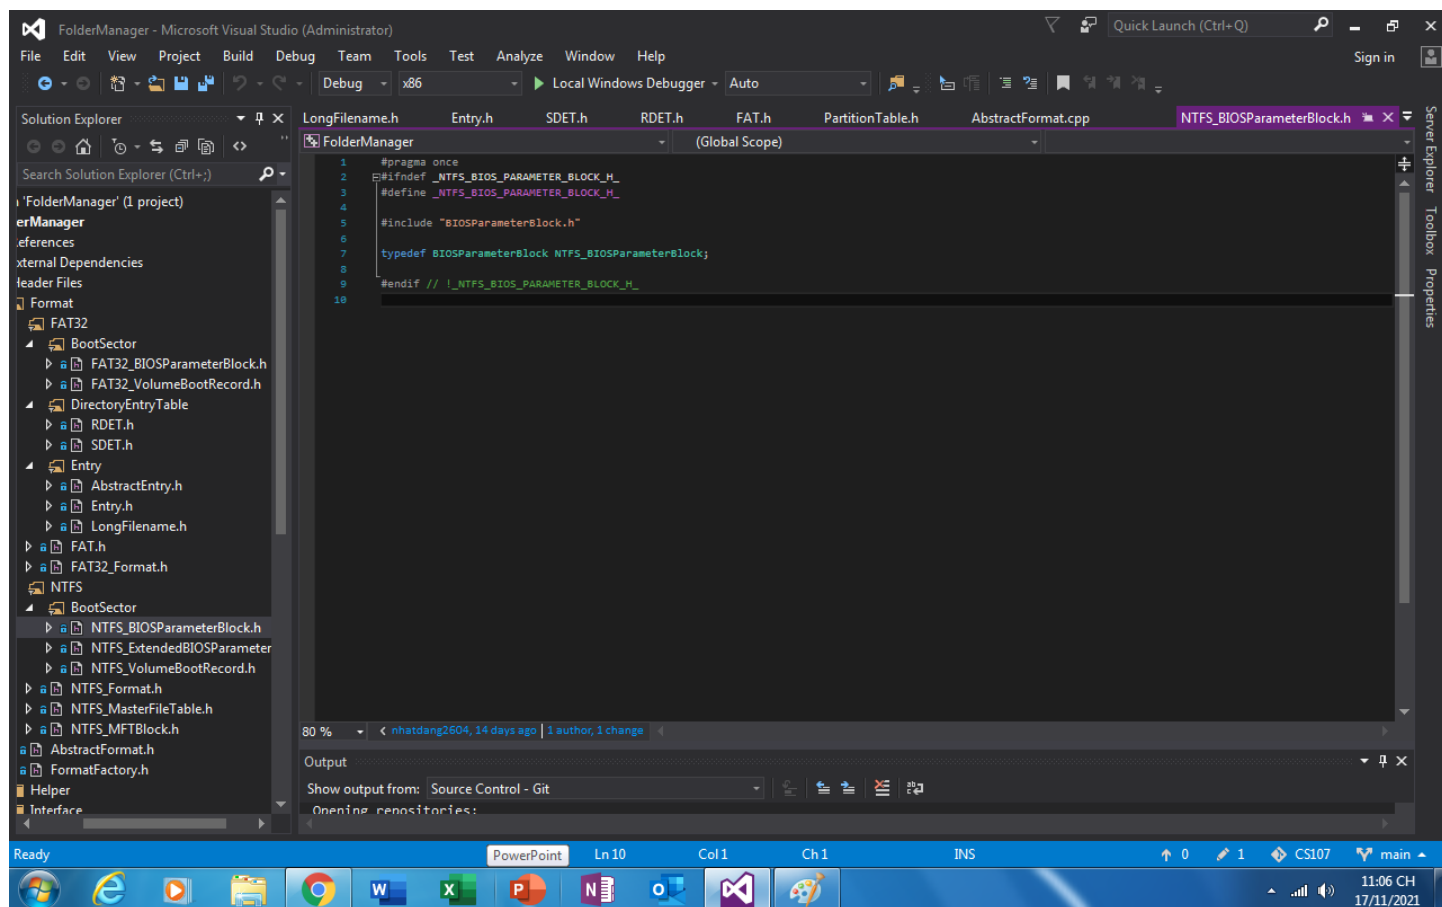 FolderManager - Microsoft Visual Studio (Administrator)
Quick Launch (Ctrl+Q)
File Edit View Project Build Debug Team Tools Test Analyze Window Help
Sign in
Debug x86 Local Windows Debugger Auto
Solution Explorer
LongFilename.h Entry.h SDET.h RDET.h FAT.h PartitionTable.h AbstractFormat.cpp NTFS_BIOSParameterBlock.h
FolderManager (Global Scope)
Search Solution Explorer (Ctrl+;)
'FolderManager' (1 project)
erManager
eferences
xternal Dependencies
Header Files
Format
FAT32
BootSector
FAT32_BIOSParameterBlock.h
FAT32_VolumeBootRecord.h
DirectoryEntryTable
RDET.h
SDET.h
Entry
AbstractEntry.h
Entry.h
LongFilename.h
FAT.h
FAT32_Format.h
NTFS
BootSector
NTFS_BIOSParameterBlock.h
NTFS_ExtendedBIOSParameter
NTFS_VolumeBootRecord.h
NTFS_Format.h
NTFS_MasterFileTable.h
NTFS_MFTBlock.h
AbstractFormat.h
FormatFactory.h
Helper
Interface
1 #pragma once
2 #ifndef _NTFS_BIOS_PARAMETER_BLOCK_H_
3 #define _NTFS_BIOS_PARAMETER_BLOCK_H_
4
5 #include "BIOSParameterBlock.h"
6
7 typedef BIOSParameterBlock NTFS_BIOSParameterBlock;
8
9 #endif // !_NTFS_BIOS_PARAMETER_BLOCK_H_
10
Server Explorer
Toolbox
Properties
80 % nhatdang2604, 14 days ago | 1 author, 1 change
Output
Show output from: Source Control - Git
Opening repositories:
Ready PowerPoint Ln 10 Col 1 Ch 1 INS 0 1 CS107 main
11:06 CH
17/11/2021